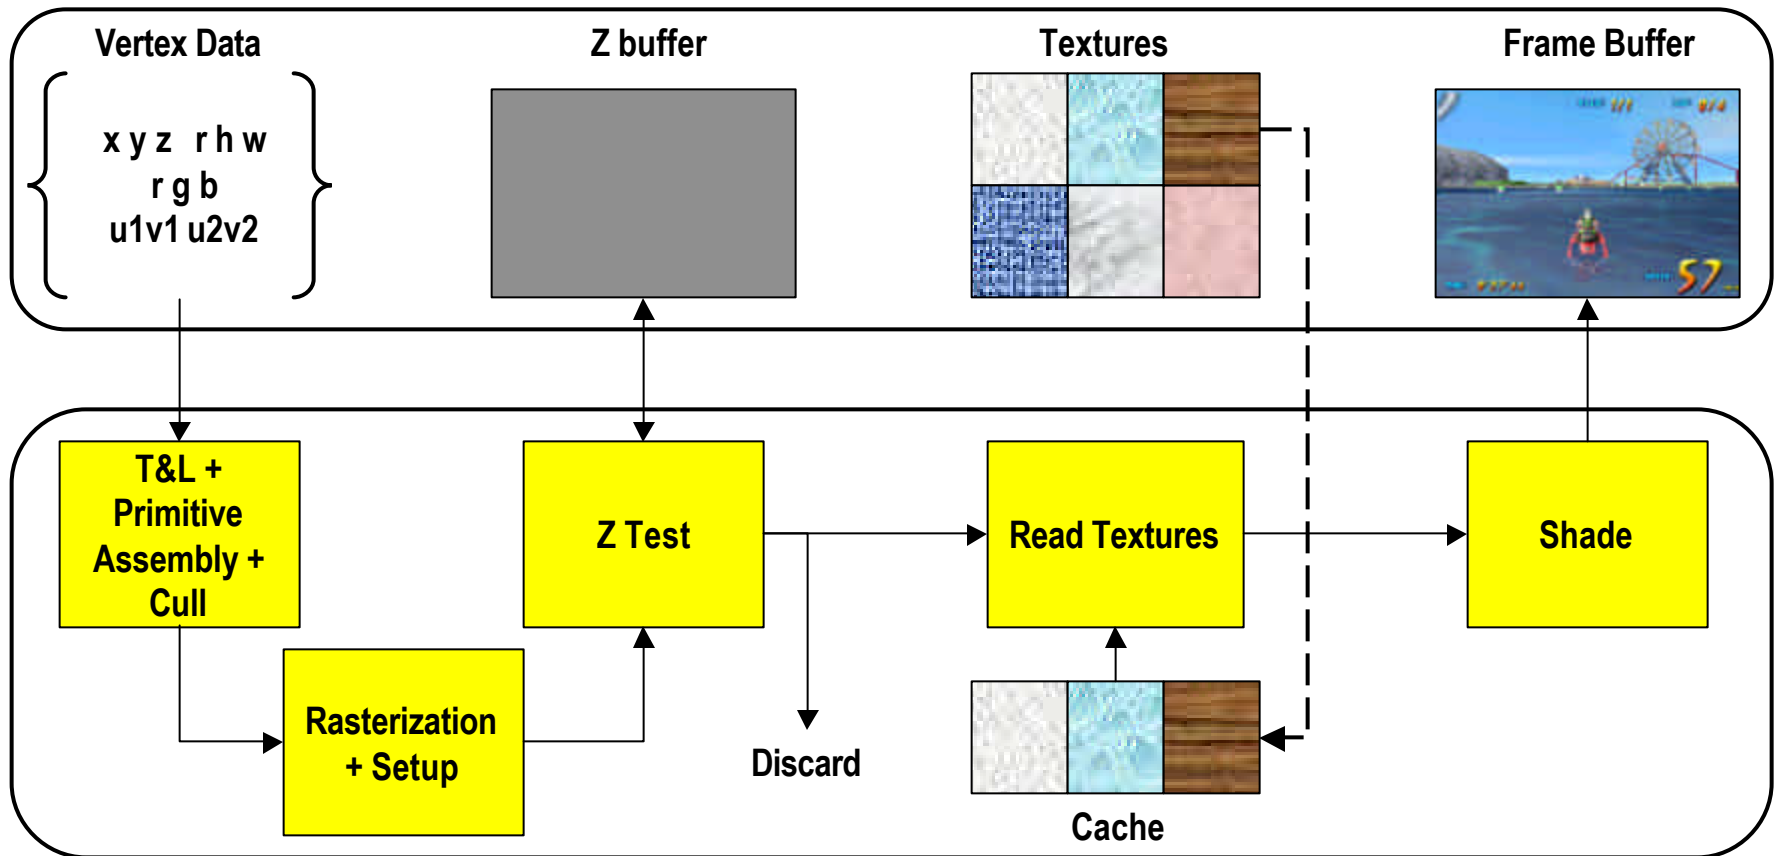 Vertex Data
Z buffer
Textures
Frame Buffer
x y z r h w
r g b
u1v1 u2v2
57
T&L +
Primitive
Assembly +
Cull
Z Test
Read Textures
Shade
Rasterization
+ Setup
Discard
Cache